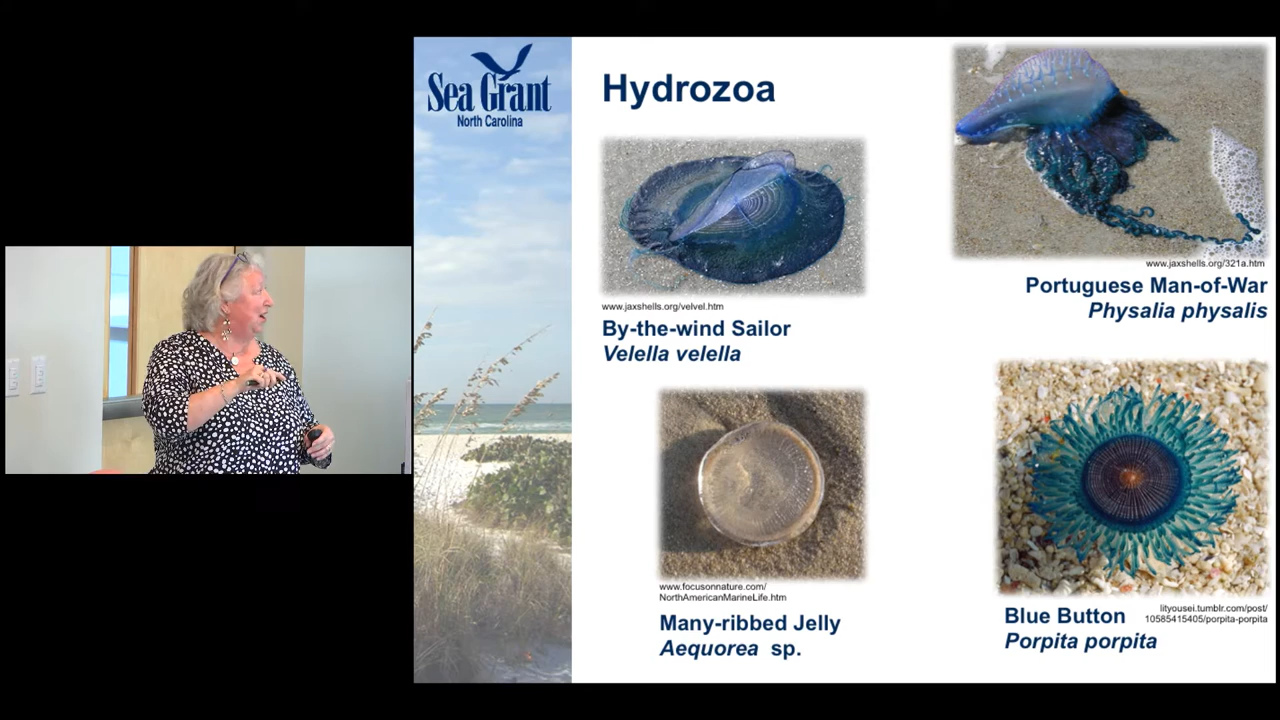 Sea Grant
North Carolina
Hydrozoa
www.jaxshells.org/velvel.htm
By-the-wind Sailor
Velella velella
www.jaxshells.org/321a.htm
Portuguese Man-of-War
Physalia physalis
www.focusonnature.com/
NorthAmericanMarineLife.htm
Many-ribbed Jelly
Aequorea sp.
Blue Button
Porpita porpita
lityousei.tumblr.com/post/
10585415405/porpita-porpita